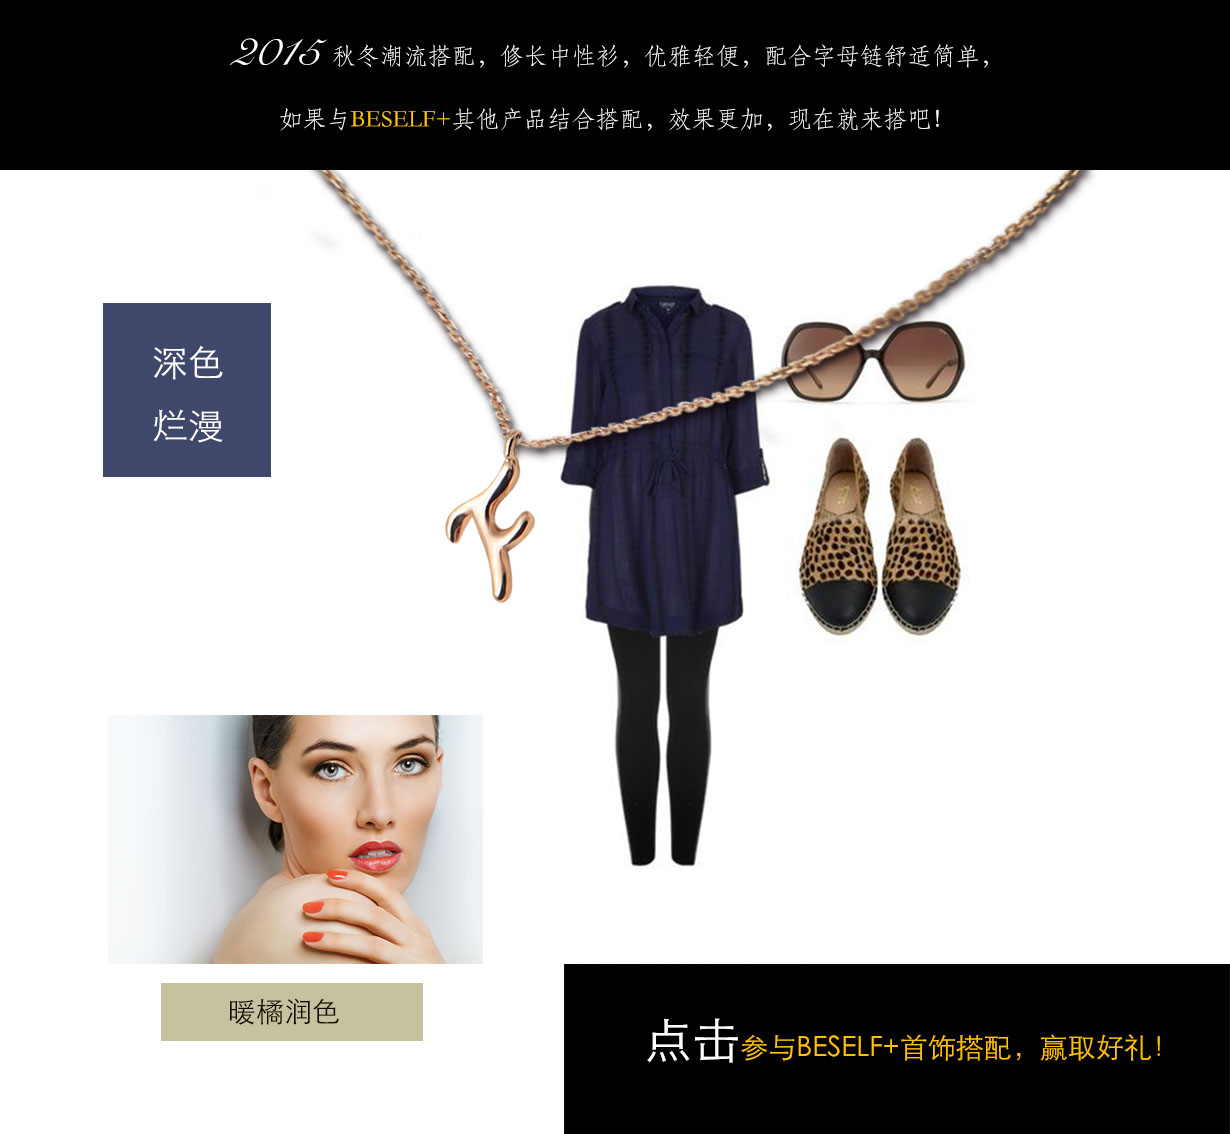 2015 秋冬潮流搭配，修长中性衫，优雅轻便，配合字母链舒适简单，
如果与BESELF+其他产品结合搭配，效果更加，现在就来搭吧！
深色
烂漫
暖橘润色
点击参与BESELF+首饰搭配，赢取好礼！